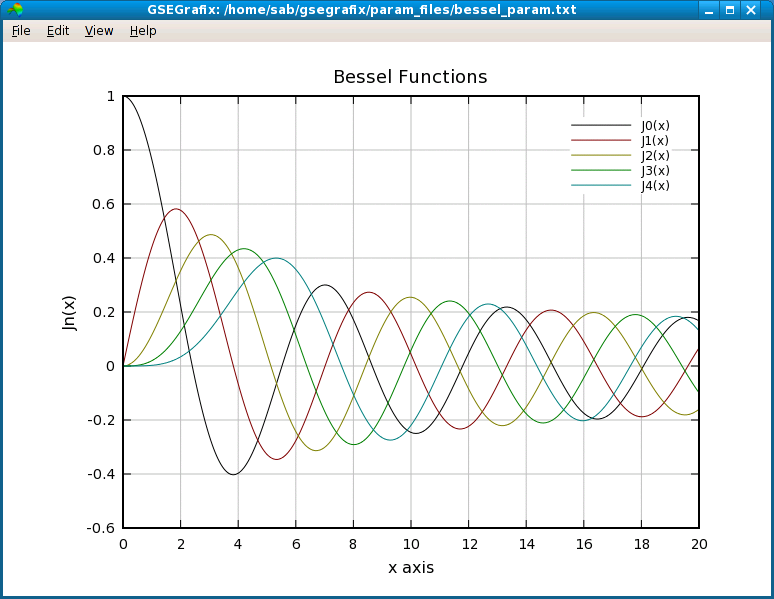 GSEGrafix: /home/sab/gsegrafix/param_files/bessel_param.txt
File Edit View Help
Bessel Functions
1
0.8
0.6
0.4
0.2
0
-0.2
-0.4
-0.6
Jn(x)
J0(x)
J1(x)
J2(x)
J3(x)
J4(x)
0 2 4 6 8 10 12 14 16 18 20
x axis